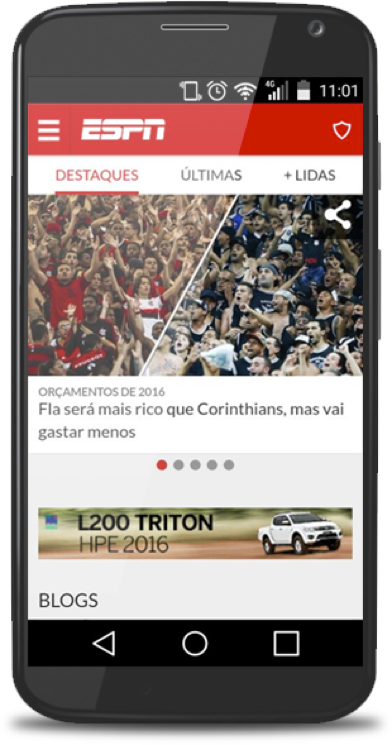 4G 11:01
ESPN
DESTAQUES ÚLTIMAS + LIDAS
ORÇAMENTOS DE 2016
Fla será mais rico que Corinthians, mas vai
gastar menos
L200 TRITON
HPE 2016
BLOGS